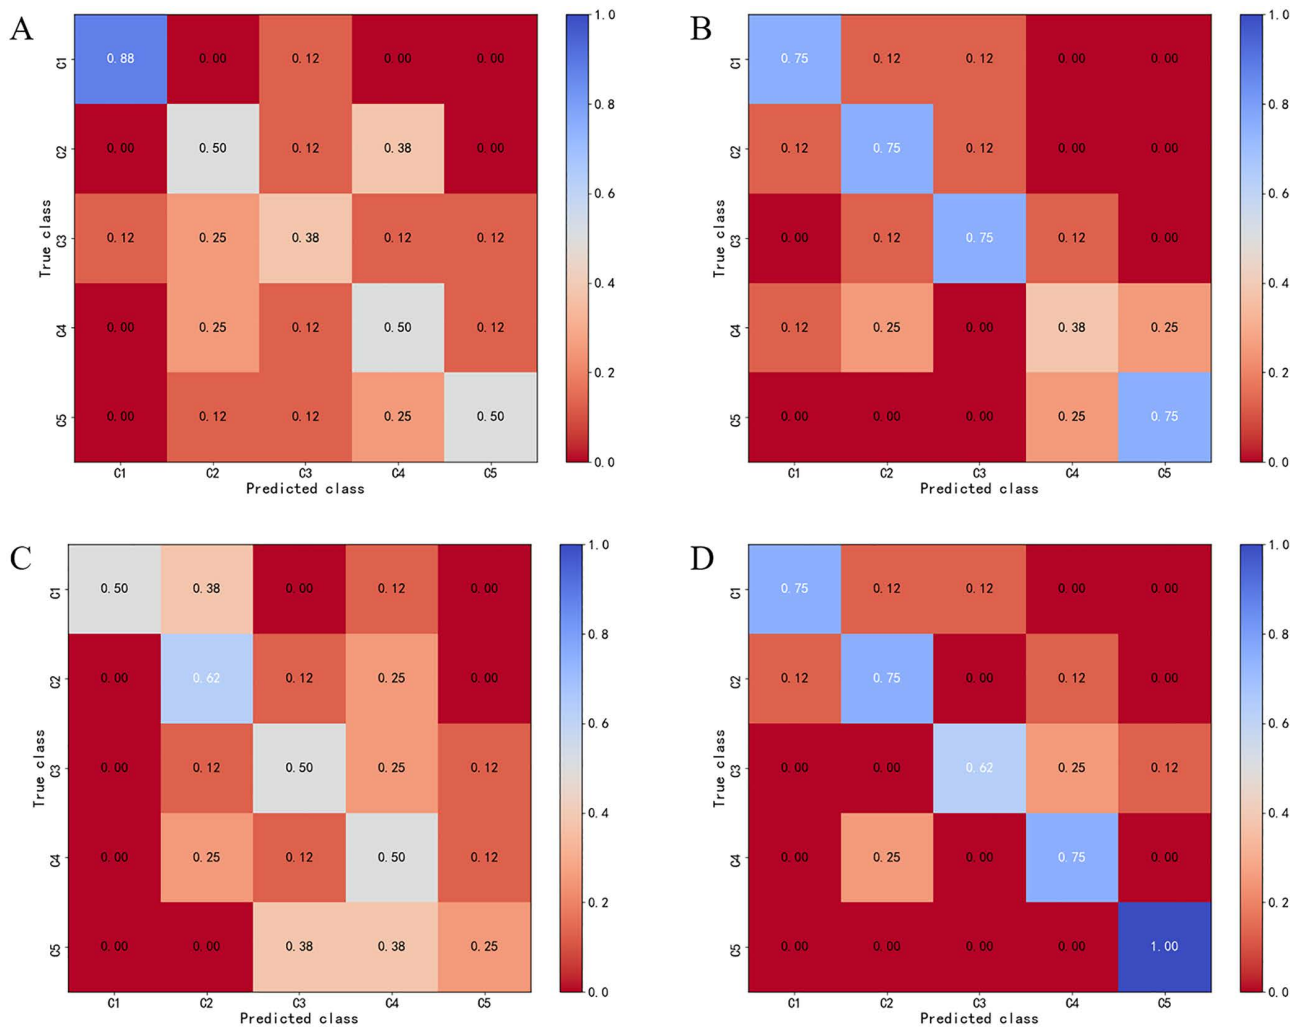 A
C1 0.88 0.00 0.12 0.00 0.00
C2 0.00 0.50 0.12 0.38 0.00
C3 0.12 0.25 0.38 0.12 0.12
C4 0.00 0.25 0.12 0.50 0.12
C5 0.00 0.12 0.12 0.25 0.50
C1 C2 C3 C4 C5
Predicted class
True class
1.0
0.8
0.6
0.4
0.2
0.0
B
C1 0.75 0.12 0.12 0.00 0.00
C2 0.12 0.75 0.12 0.00 0.00
C3 0.00 0.12 0.75 0.12 0.00
C4 0.12 0.25 0.00 0.38 0.25
C5 0.00 0.00 0.00 0.25 0.75
C1 C2 C3 C4 C5
Predicted class
True class
1.0
0.8
0.6
0.4
0.2
0.0
C
C1 0.50 0.38 0.00 0.12 0.00
C2 0.00 0.62 0.12 0.25 0.00
C3 0.00 0.12 0.50 0.25 0.12
C4 0.00 0.25 0.12 0.50 0.12
C5 0.00 0.00 0.38 0.38 0.25
C1 C2 C3 C4 C5
Predicted class
True class
1.0
0.8
0.6
0.4
0.2
0.0
D
C1 0.75 0.12 0.12 0.00 0.00
C2 0.12 0.75 0.00 0.12 0.00
C3 0.00 0.00 0.62 0.25 0.12
C4 0.00 0.25 0.00 0.75 0.00
C5 0.00 0.00 0.00 0.00 1.00
C1 C2 C3 C4 C5
Predicted class
True class
1.0
0.8
0.6
0.4
0.2
0.0